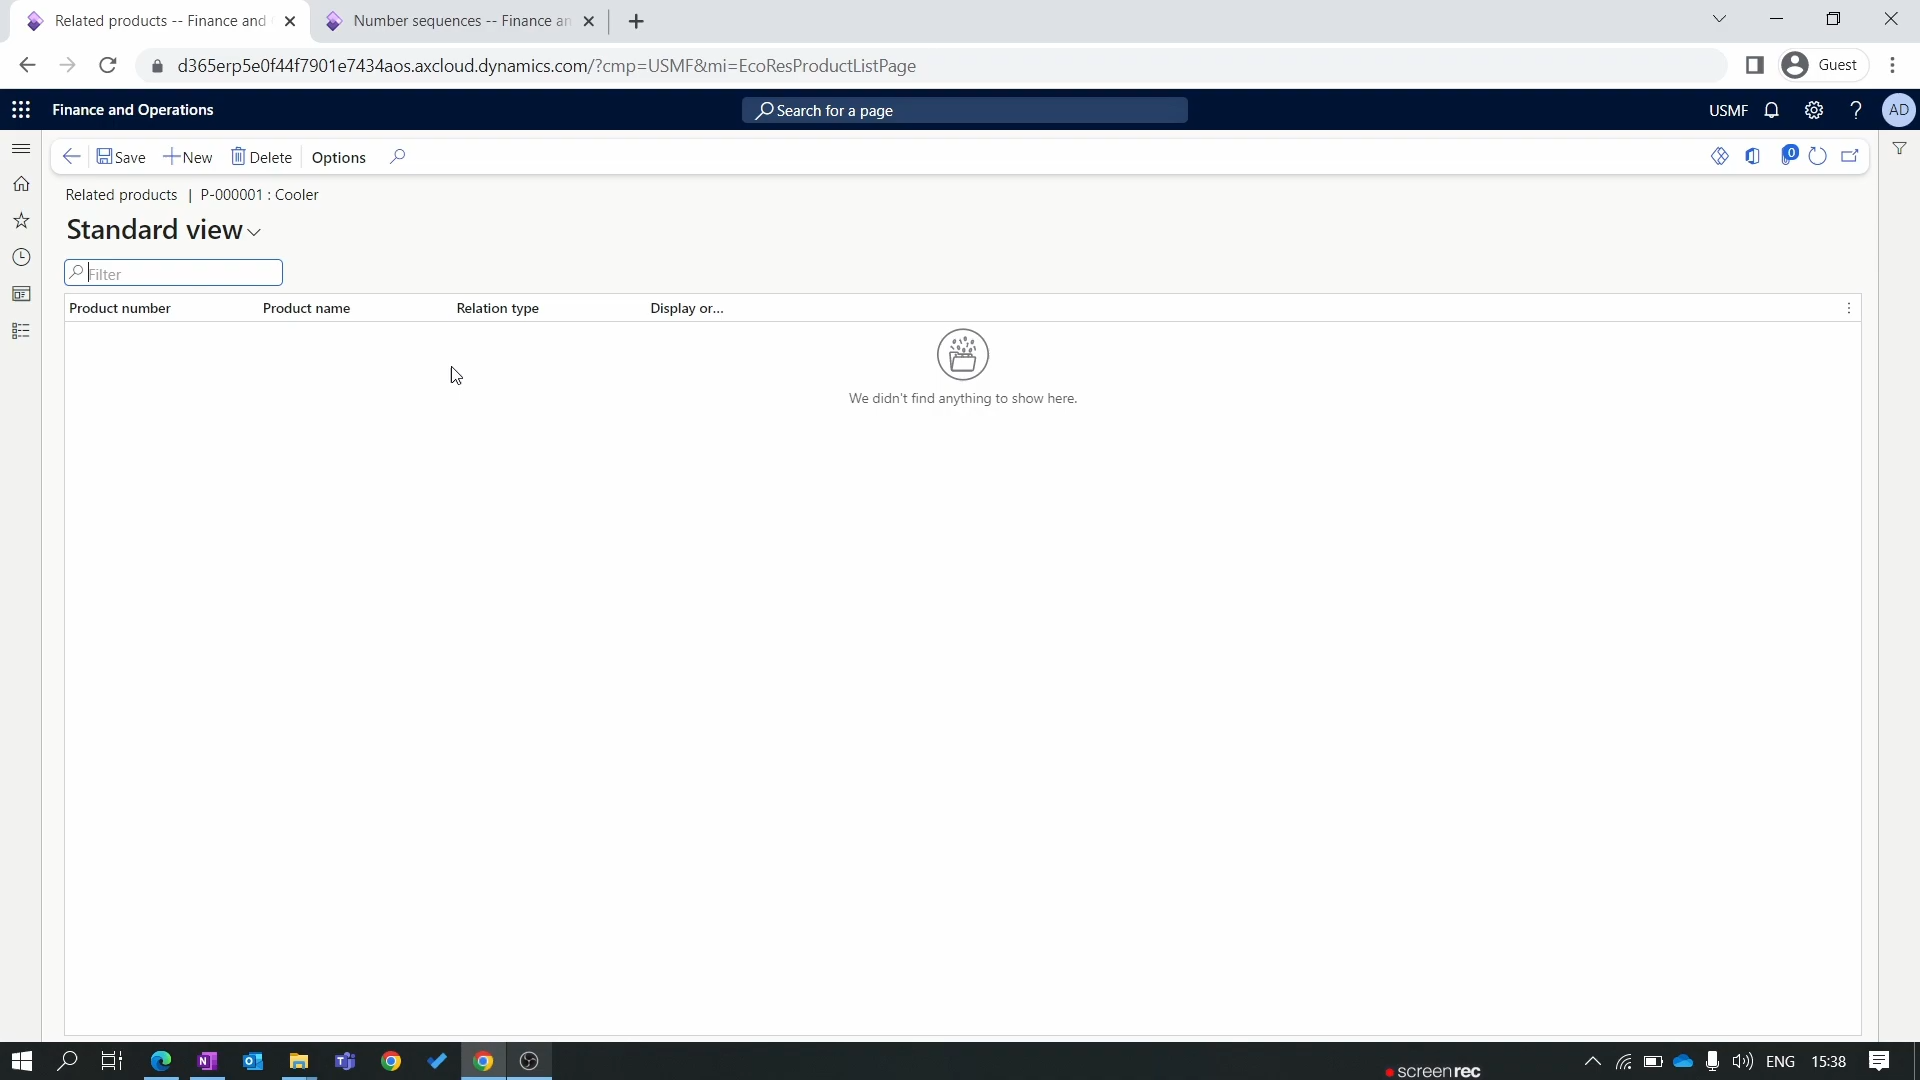 Related products -- Finance and
Number sequences -- Finance an
d365erp5e0f44f7901e7434aos.axcloud.dynamics.com/?cmp=USMF&mi=EcoResProductListPage
Guest
Finance and Operations
Search for a page
USMF
?
AD
Save
New
Delete
Options
0
Related products | P-000001 : Cooler
Standard view
Filter
Product number
Product name
Relation type
Display or...
We didn't find anything to show here.
ENG
15:38
screenrec